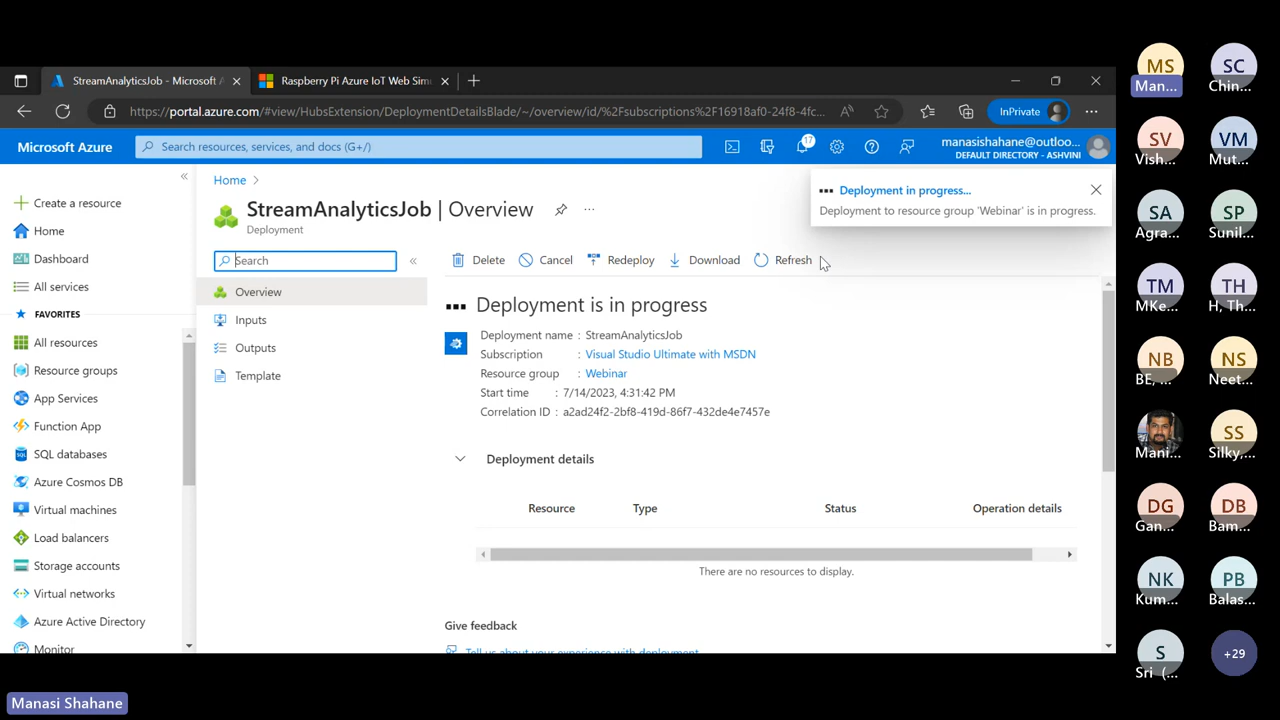 StreamAnalyticsJob - Microsoft A
Raspberry Pi Azure IoT Web Sim
https://portal.azure.com/#view/HubsExtension/DeploymentDetailsBlade/~/overview/id/%2Fsubscriptions%2F16918af0-24f8-4fc...
InPrivate
Microsoft Azure
Search resources, services, and docs (G+/)
17
manasishahane@outloo...
DEFAULT DIRECTORY - ASHVINI
Create a resource
Home
Dashboard
All services
FAVORITES
All resources
Resource groups
App Services
Function App
SQL databases
Azure Cosmos DB
Virtual machines
Load balancers
Storage accounts
Virtual networks
Azure Active Directory
Monitor
Home >
StreamAnalyticsJob | Overview
Deployment
Search
Overview
Inputs
Outputs
Template
Deployment in progress...
Deployment to resource group 'Webinar' is in progress.
Delete Cancel Redeploy Download Refresh
Deployment is in progress
Deployment name : StreamAnalyticsJob
Subscription : Visual Studio Ultimate with MSDN
Resource group : Webinar
Start time : 7/14/2023, 4:31:42 PM
Correlation ID : a2ad24f2-2bf8-419d-86f7-432de4e7457e
Deployment details
Resource Type Status Operation details
There are no resources to display.
Give feedback
Tell us about your experience with deployment
MS SC
Man... Chin...
SV VM
Vish... Mut...
SA SP
Agra... Sunil...
TM TH
MKe... H, Th...
NB NS
BE, ... Neet...
SS
Mani... Silky,...
DG DB
Gan... Bam...
NK PB
Kum... Balas...
S +29
Sri (...
Manasi Shahane